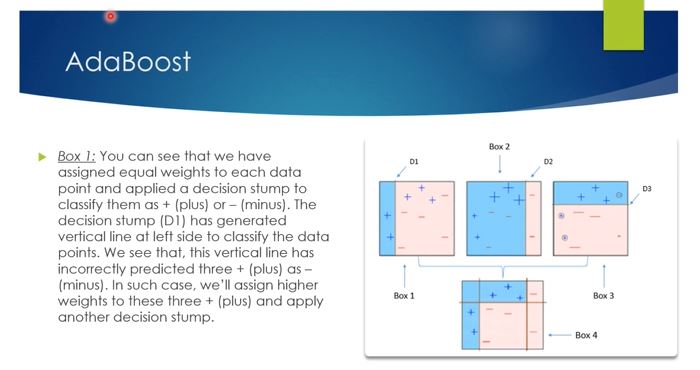 AdaBoost
Box 1: You can see that we have
assigned equal weights to each data
point and applied a decision stump to
classify them as + (plus) or – (minus). The
decision stump (D1) has generated
vertical line at left side to classify the data
points. We see that, this vertical line has
incorrectly predicted three + (plus) as –
(minus). In such case, we’ll assign higher
weights to these three + (plus) and apply
another decision stump.
Box 2
D1
D2
D3
Box 1
Box 3
Box 4